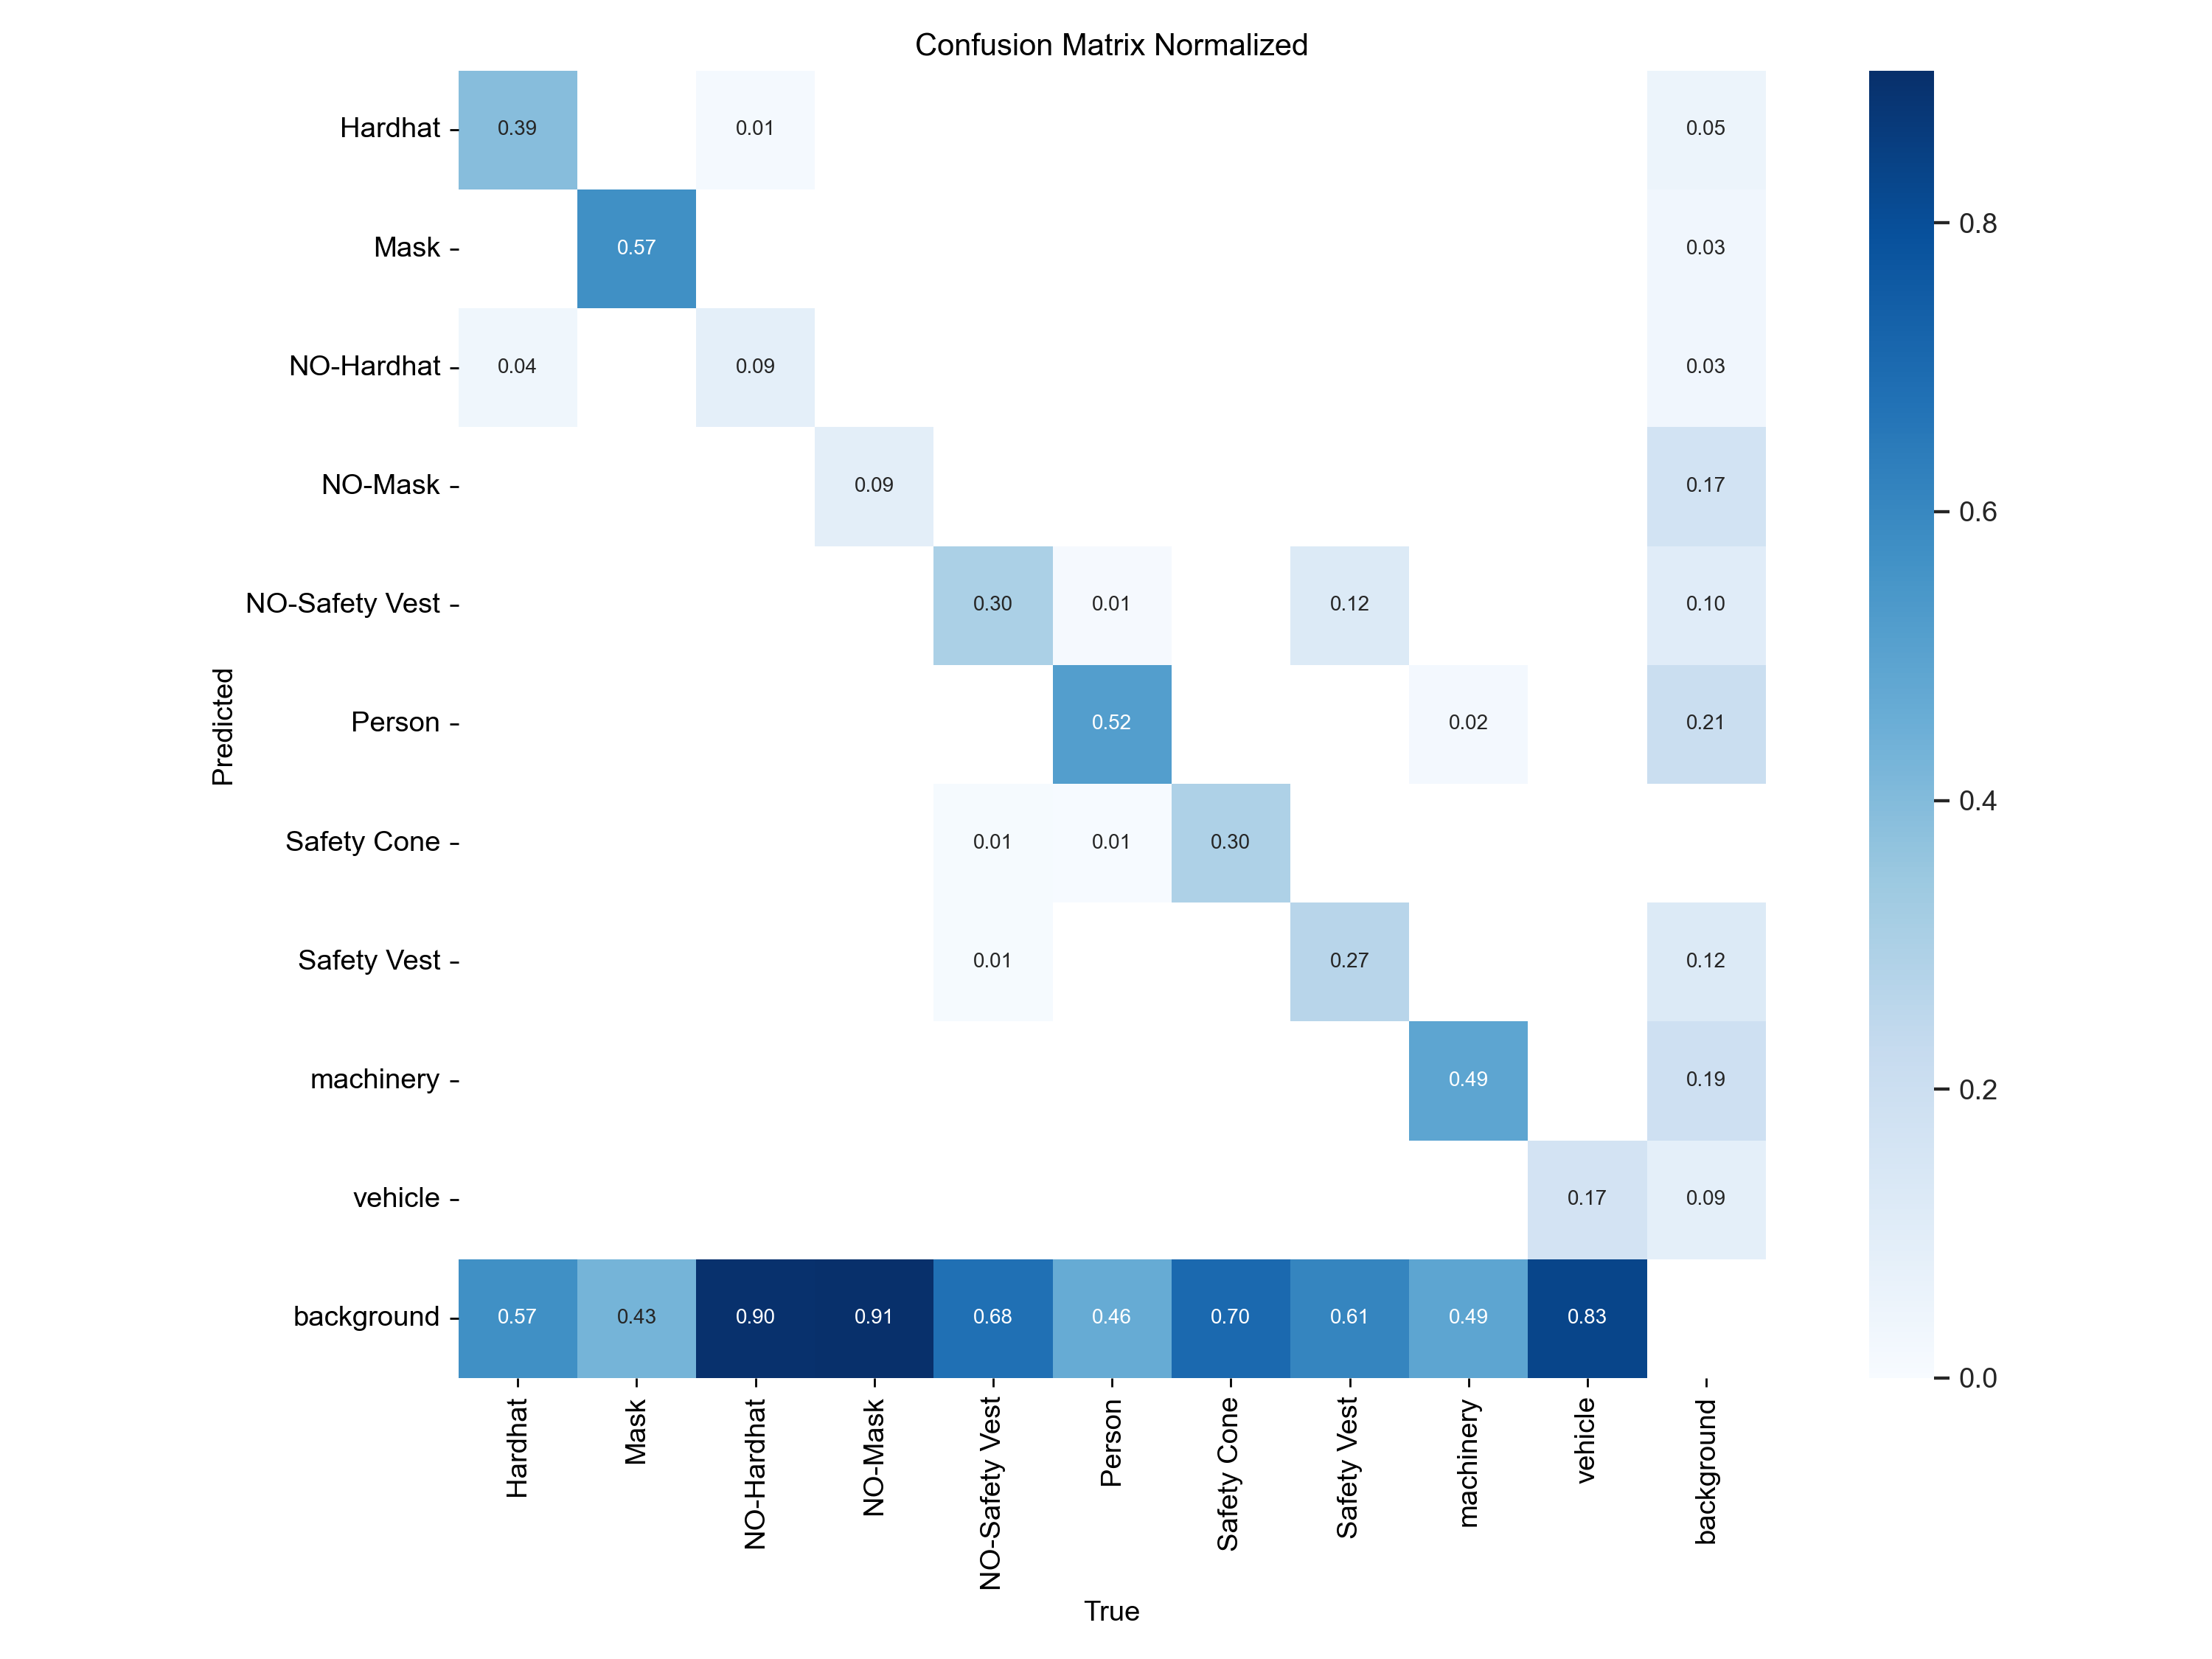 Confusion Matrix Normalized
Hardhat 0.39 0.01 0.05
Mask 0.57 0.03
NO-Hardhat 0.04 0.09 0.03
NO-Mask 0.09 0.17
NO-Safety Vest 0.30 0.01 0.12 0.10
Person 0.52 0.02 0.21
Safety Cone 0.01 0.01 0.30
Safety Vest 0.01 0.27 0.12
machinery 0.49 0.19
vehicle 0.17 0.09
background 0.57 0.43 0.90 0.91 0.68 0.46 0.70 0.61 0.49 0.83
Predicted
Hardhat
Mask
NO-Hardhat
NO-Mask
NO-Safety Vest
Person
Safety Cone
Safety Vest
machinery
vehicle
background
True
0.8
0.6
0.4
0.2
0.0